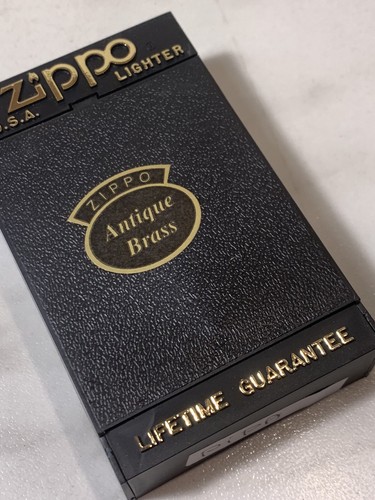 Zippo
LIGHTER
U.S.A.
ZIPPO
Antique
Brass
LIFETIME GUARANTEE